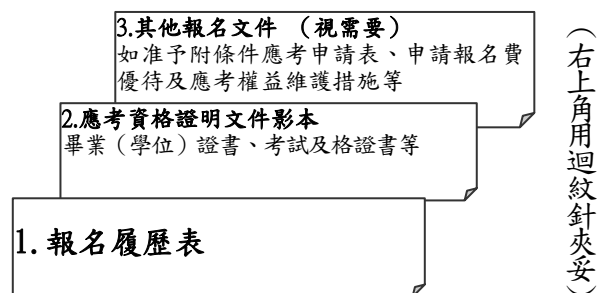 3.其他報名文件 （視需要）
如准予附條件應考申請表、申請報名費
優待及應考權益維護措施等
2.應考資格證明文件影本
畢業（學位）證書、考試及格證書等
1.報名履歷表
（右上角用迴紋針夾妥）